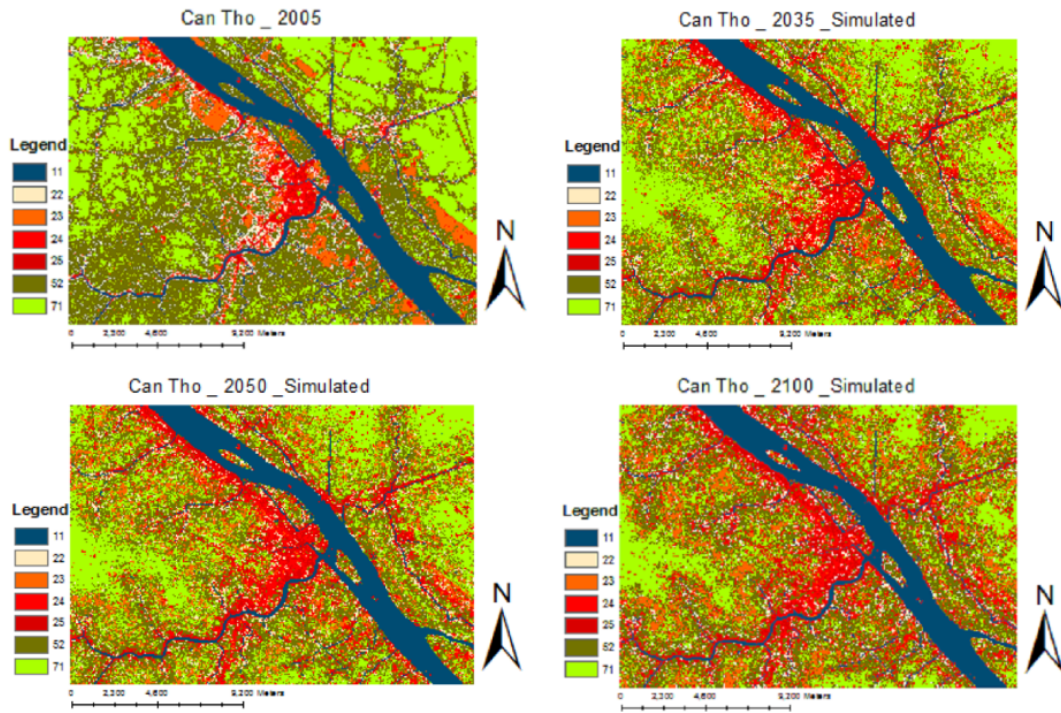 Can Tho _ 2005
Legend
11
22
23
24
25
52
71
N
0 2,300 4,600 9,200 Meters
Can Tho _ 2035 _Simulated
Legend
11
22
23
24
25
52
71
N
0 2,300 4,600 9,200 Meters
Can Tho _ 2050 _Simulated
Legend
11
22
23
24
25
52
71
N
0 2,300 4,600 9,200 Meters
Can Tho _ 2100 _Simulated
Legend
11
22
23
24
25
52
71
N
0 2,300 4,600 9,200 Meters